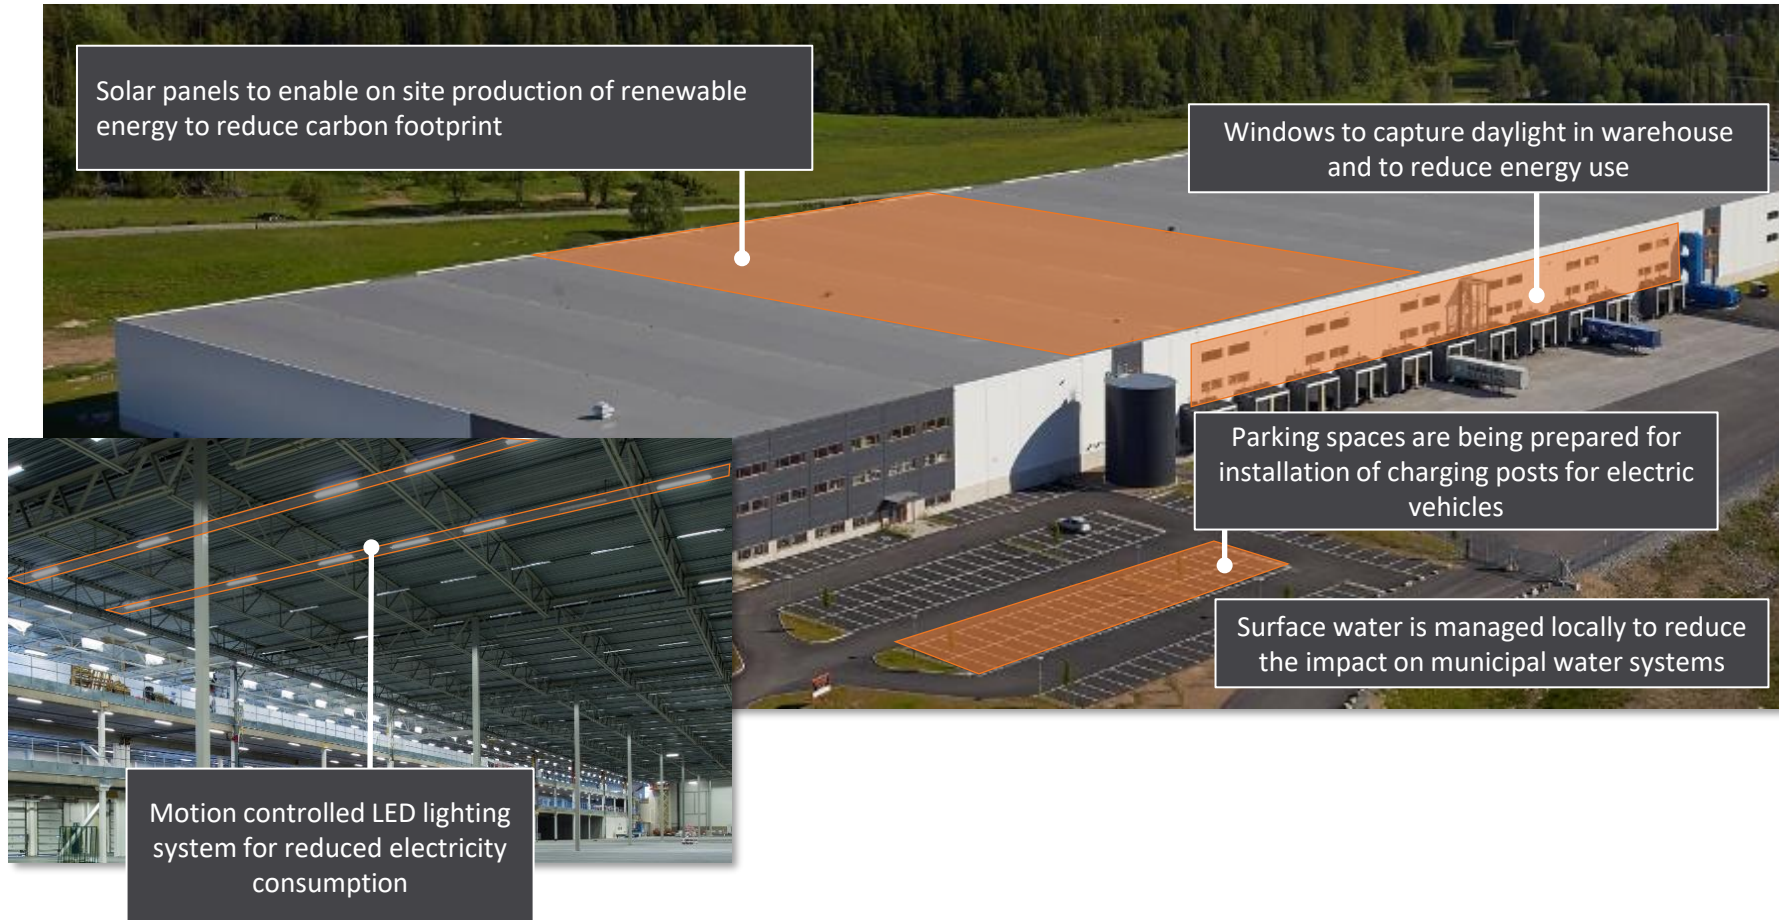 Solar panels to enable on site production of renewable
energy to reduce carbon footprint
Windows to capture daylight in warehouse
and to reduce energy use
Parking spaces are being prepared for
installation of charging posts for electric
vehicles
Surface water is managed locally to reduce
the impact on municipal water systems
Motion controlled LED lighting
system for reduced electricity
consumption